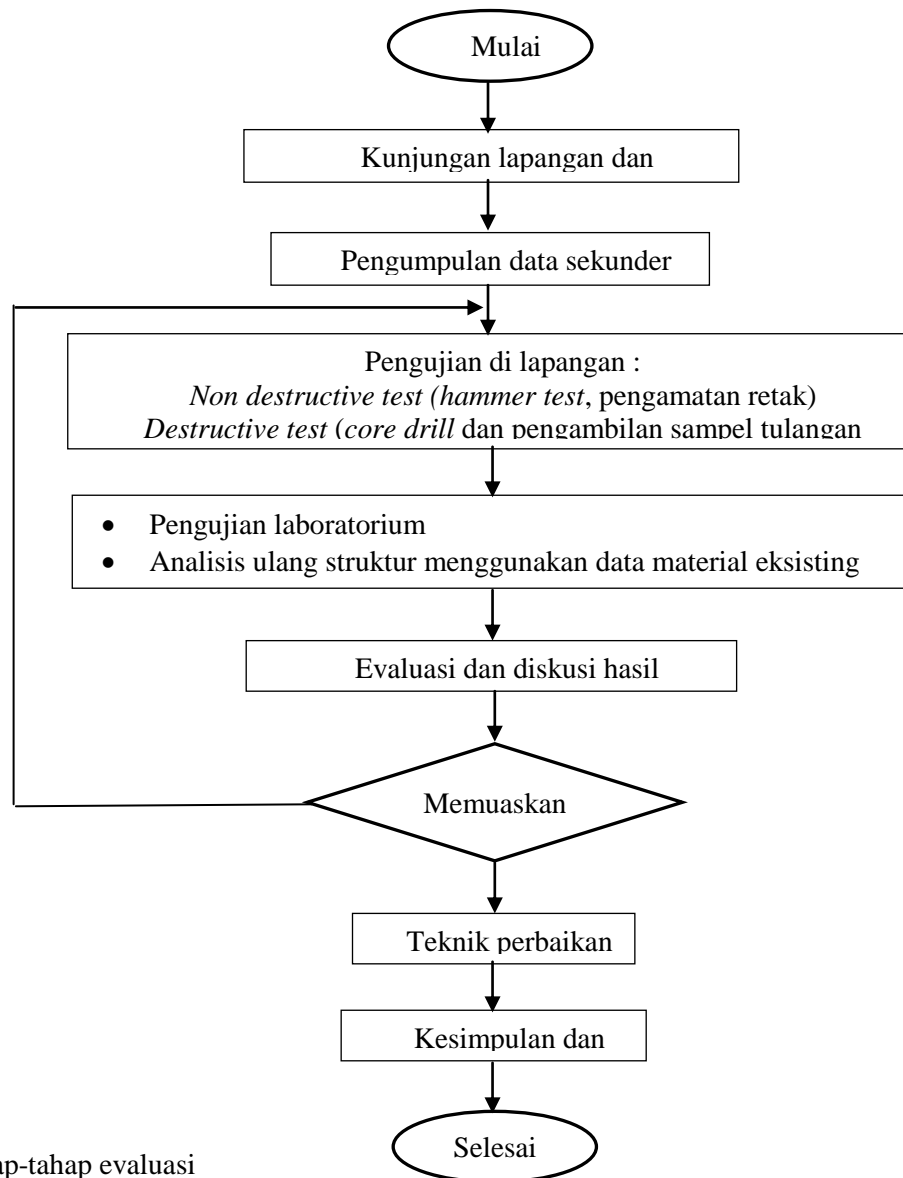 Mulai
Kunjungan lapangan dan
Pengumpulan data sekunder
Pengujian di lapangan :
Non destructive test (hammer test, pengamatan retak)
Destructive test (core drill dan pengambilan sampel tulangan
• Pengujian laboratorium
• Analisis ulang struktur menggunakan data material eksisting
Evaluasi dan diskusi hasil
Memuaskan
Teknik perbaikan
Kesimpulan dan
Selesai
ap-tahap evaluasi